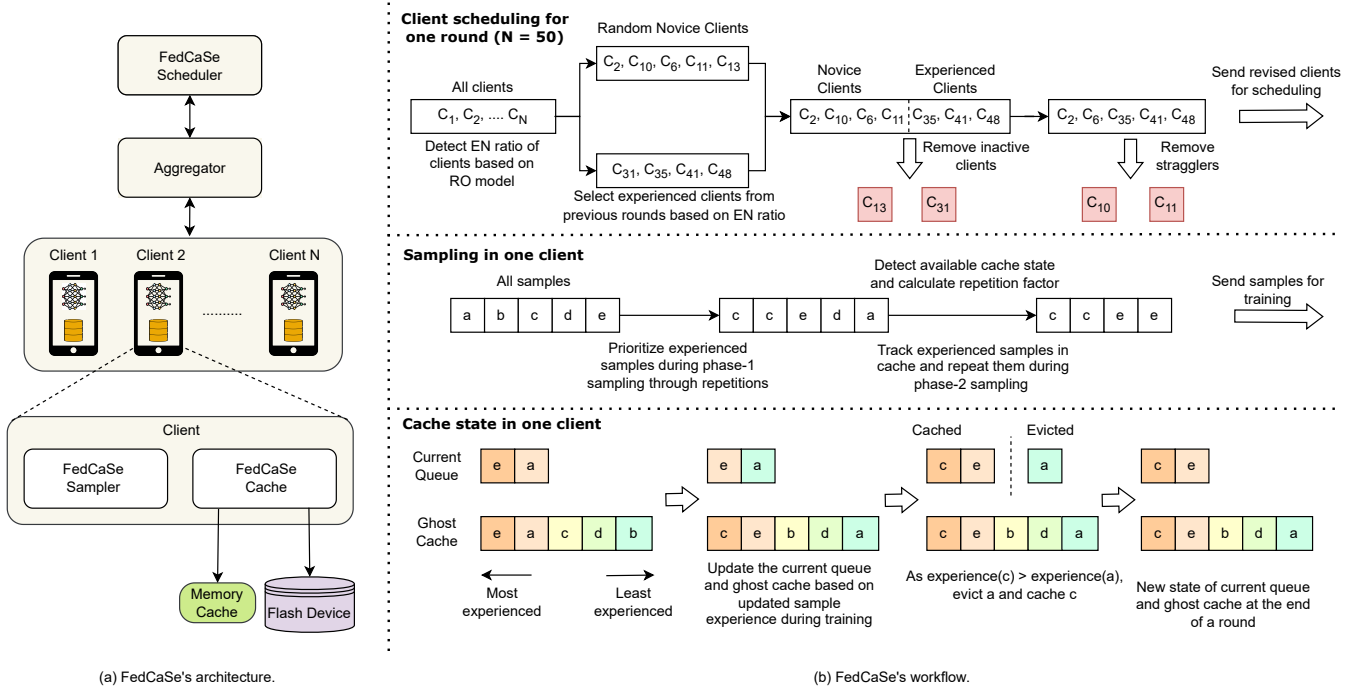 FedCaSe
Scheduler
Aggregator
Client 1
Client 2
Client N
..........
Client
FedCaSe
Sampler
FedCaSe
Cache
Memory
Cache
Flash Device
(a) FedCaSe's architecture.
Client scheduling for
one round (N = 50)
All clients
C1, C2, .... CN
Detect EN ratio
of clients based on
RO model
Random Novice Clients
C2, C10, C6, C11, C13
C31, C35, C41, C48
Select experienced clients from
previous rounds based on EN ratio
Novice
Clients
Experienced
Clients
C2, C10, C6, C11
C35, C41, C48
Remove inactive
clients
C13
C31
C2, C6, C35, C41, C48
Remove
stragglers
C10
C11
Send revised clients
for scheduling
Sampling in one client
All samples
a b c d e
Prioritize experienced
samples during phase-1
sampling through repetitions
c c e d a
Detect available cache state
and calculate repetition factor
Track experienced samples in
cache and repeat them during
phase-2 sampling
c c e e
Send samples for
training
Cache state in one client
Current
Queue
e a
Ghost
Cache
e a c d b
Most
experienced
Least
experienced
e a
c e b d a
Update the current queue
and ghost cache based on
updated sample
experience during training
Cached
Evicted
c e
a
c e b d a
As experience(c) > experience(a),
evict a and cache c
c e
c e b d a
New state of current queue
and ghost cache at the end
of a round
(b) FedCaSe's workflow.